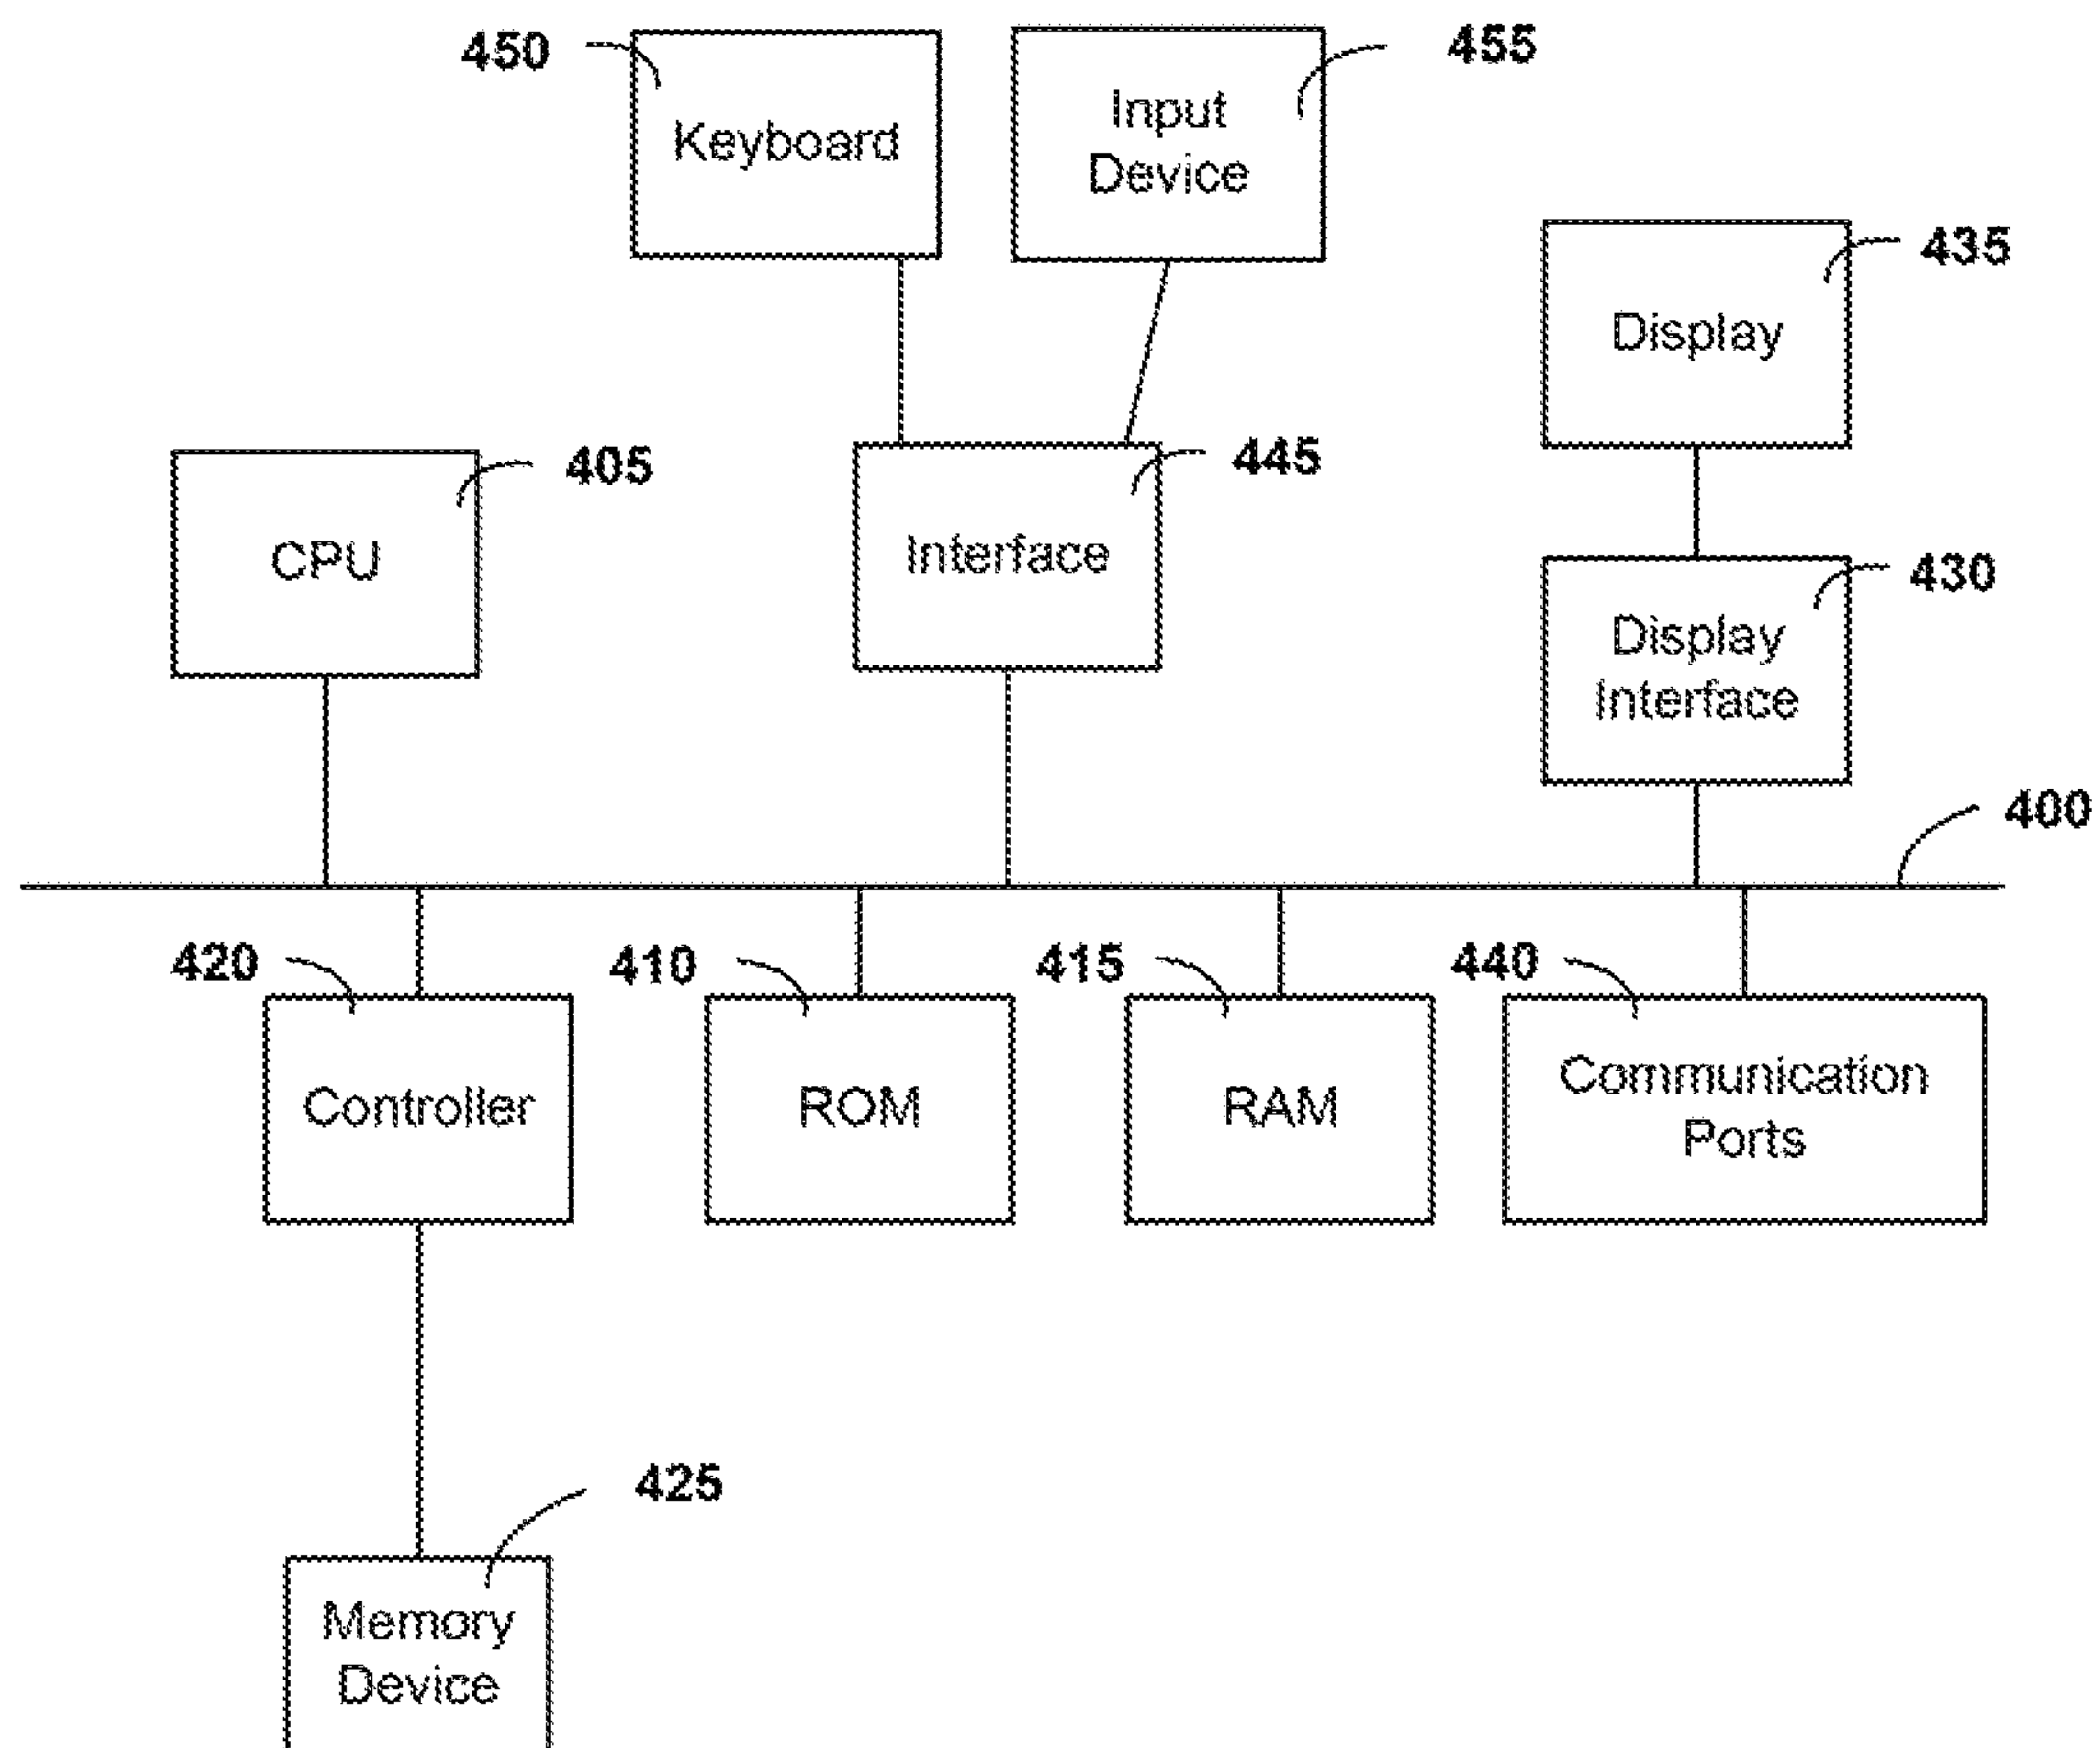 450
Keyboard
Input
Device
455
Display
435
CPU
405
Interface
445
Display
Interface
430
400
420
Controller
410
ROM
415
RAM
440
Communication
Ports
425
Memory
Device